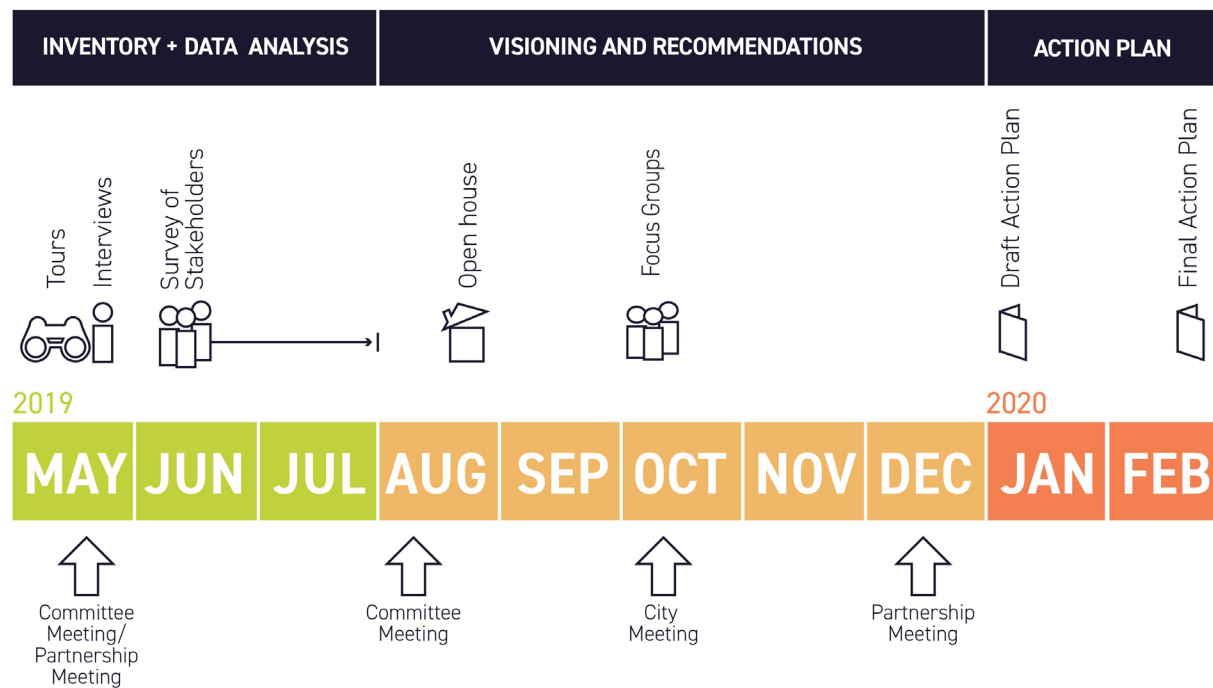 INVENTORY + DATA ANALYSIS
VISIONING AND RECOMMENDATIONS
ACTION PLAN
Tours
Interviews
Survey of
Stakeholders
Open house
Focus Groups
Draft Action Plan
Final Action Plan
2019
2020
MAY
JUN
JUL
AUG
SEP
OCT
NOV
DEC
JAN
FEB
Committee
Meeting/
Partnership
Meeting
Committee
Meeting
City
Meeting
Partnership
Meeting